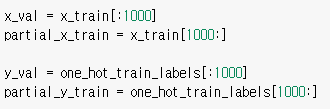 x_val = x_train[:1000]
partial_x_train = x_train[1000:]
y_val = one_hot_train_labels[:1000]
partial_y_train = one_hot_train_labels[1000:]